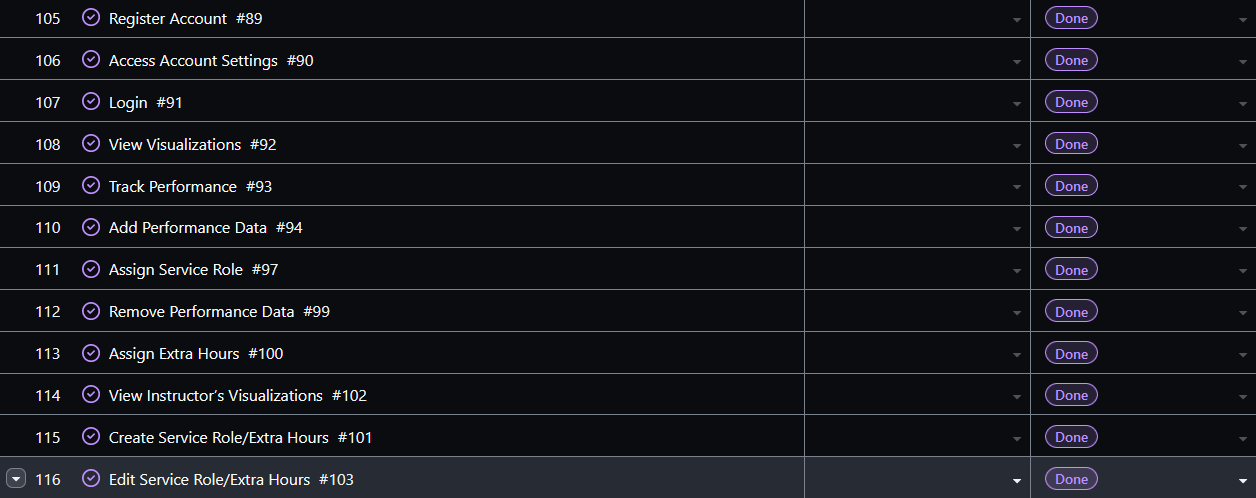 105 Register Account #89 Done
106 Access Account Settings #90 Done
107 Login #91 Done
108 View Visualizations #92 Done
109 Track Performance #93 Done
110 Add Performance Data #94 Done
111 Assign Service Role #97 Done
112 Remove Performance Data #99 Done
113 Assign Extra Hours #100 Done
114 View Instructor’s Visualizations #102 Done
115 Create Service Role/Extra Hours #101 Done
116 Edit Service Role/Extra Hours #103 Done